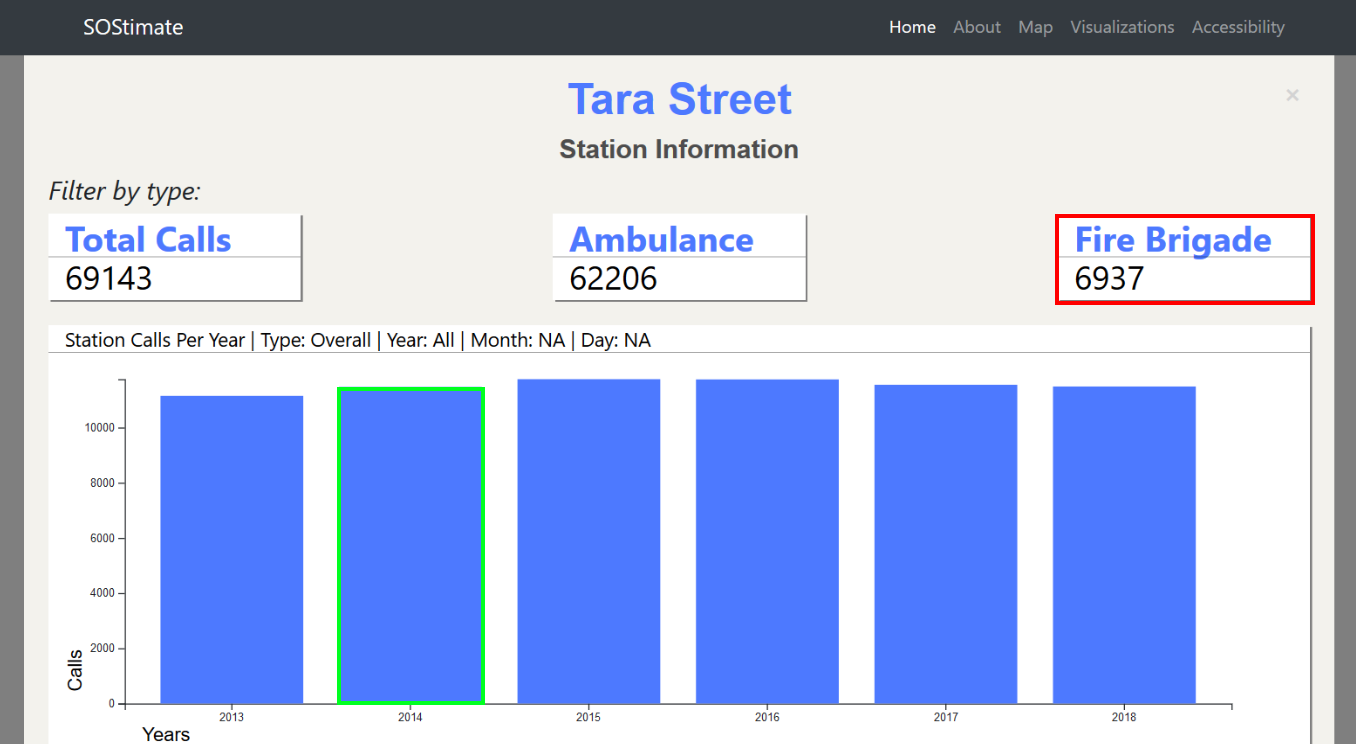 SOStimate Home About Map Visualizations Accessibility
Tara Street ×
Station Information
Filter by type:
Total Calls
69143
Ambulance
62206
Fire Brigade
6937
Station Calls Per Year | Type: Overall | Year: All | Month: NA | Day: NA
10000
8000
6000
4000
2000
0
Calls
2013 2014 2015 2016 2017 2018
Years